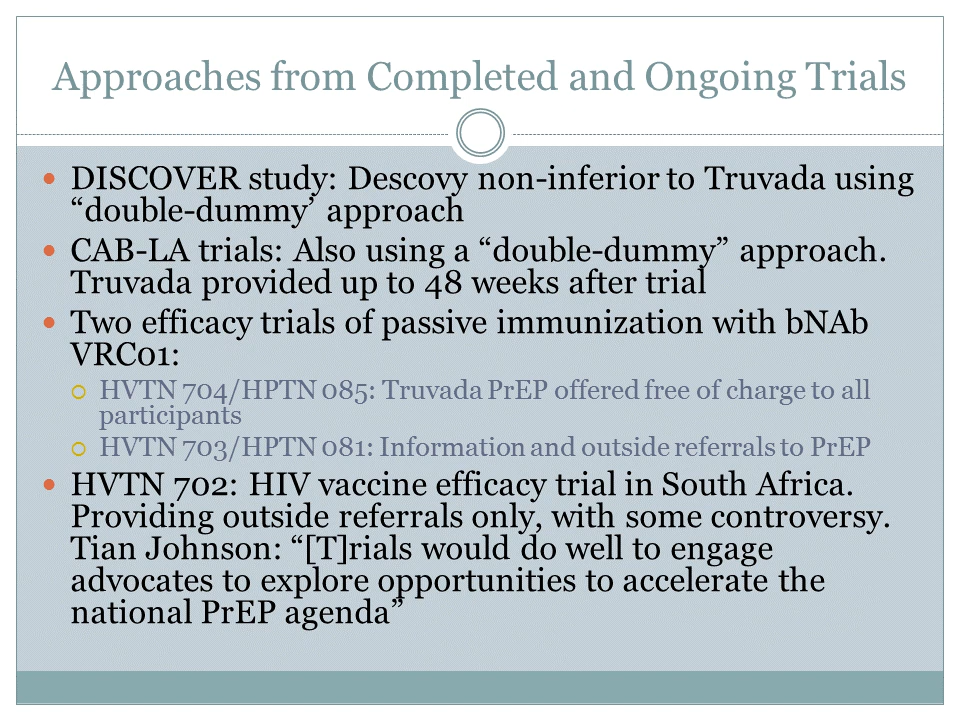 Approaches from Completed and Ongoing Trials
DISCOVER study: Descovy non-inferior to Truvada using
“double-dummy’ approach
CAB-LA trials: Also using a “double-dummy” approach.
Truvada provided up to 48 weeks after trial
Two efficacy trials of passive immunization with bNAb
VRC01:
HVTN 704/HPTN 085: Truvada PrEP offered free of charge to all
participants
HVTN 703/HPTN 081: Information and outside referrals to PrEP
HVTN 702: HIV vaccine efficacy trial in South Africa.
Providing outside referrals only, with some controversy.
Tian Johnson: “[T]rials would do well to engage
advocates to explore opportunities to accelerate the
national PrEP agenda”